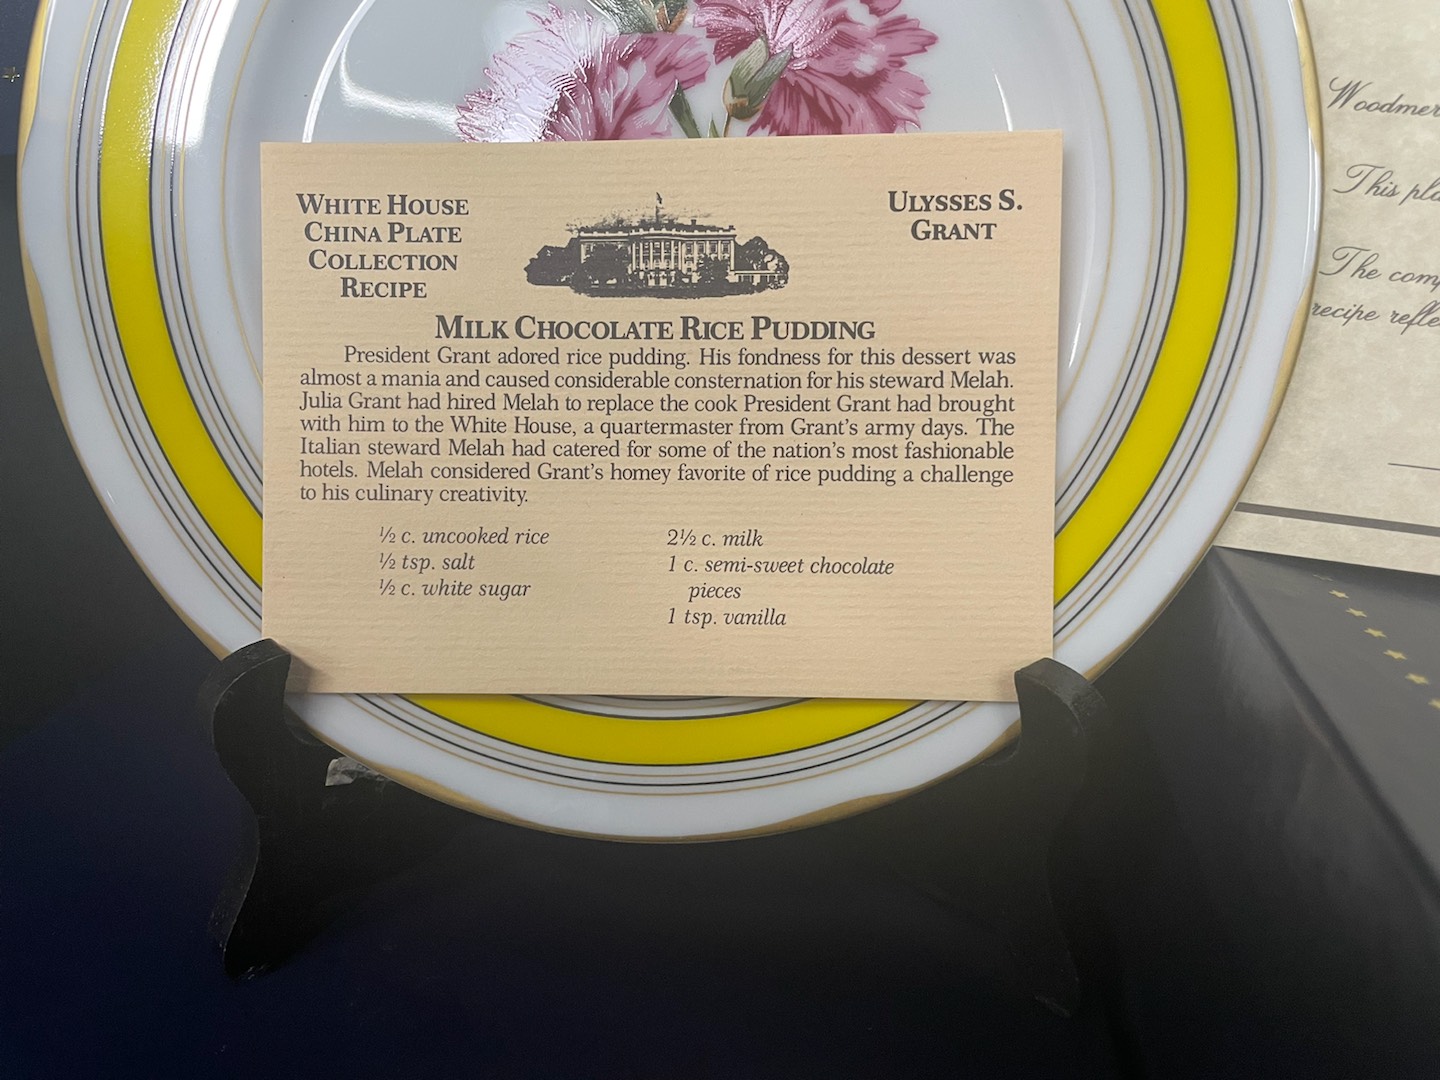 WHITE HOUSE
CHINA PLATE
COLLECTION
RECIPE
ULYSSES S.
GRANT
MILK CHOCOLATE RICE PUDDING
President Grant adored rice pudding. His fondness for this dessert was
almost a mania and caused considerable consternation for his steward Melah.
Julia Grant had hired Melah to replace the cook President Grant had brought
with him to the White House, a quartermaster from Grant's army days. The
Italian steward Melah had catered for some of the nation's most fashionable
hotels. Melah considered Grant's homey favorite of rice pudding a challenge
to his culinary creativity.
½ c. uncooked rice
½ tsp. salt
½ c. white sugar
2½ c. milk
1 c. semi-sweet chocolate
pieces
1 tsp. vanilla
This
The
recipe